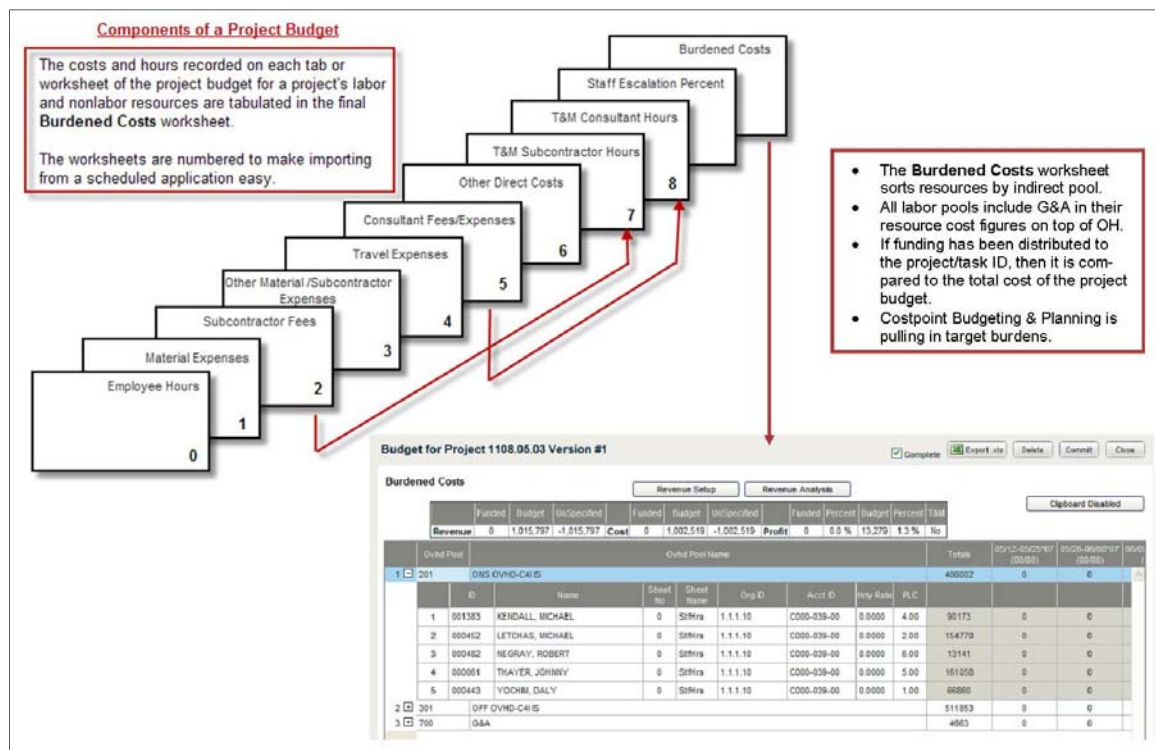 Components of a Project Budget
The costs and hours recorded on each tab or
worksheet of the project budget for a project's labor
and nonlabor resources are tabulated in the final
Burdened Costs worksheet.
The worksheets are numbered to make importing
from a scheduled application easy.
Burdened Costs
Staff Escalation Percent
T&M Consultant Hours
8
T&M Subcontractor Hours
7
Other Direct Costs
6
Consultant Fees/Expenses
5
Travel Expenses
4
Other Material /Subcontractor
Expenses
3
Subcontractor Fees
2
Material Expenses
1
Employee Hours
0
• The Burdened Costs worksheet
sorts resources by indirect pool.
• All labor pools include G&A in their
resource cost figures on top of OH.
• If funding has been distributed to
the project/task ID, then it is com-
pared to the total cost of the project
budget.
• Costpoint Budgeting & Planning is
pulling in target burdens.
Budget for Project 1108.05.03 Version #1
Complete Export .xls Delete Commit Close
Burdened Costs
Revenue Setup Revenue Analysis
Clipboard Disabled
Funded Budget UnSpecified Funded Budget UnSpecified Funded Percent Budget Percent T&M
Revenue 0 1,015,797 -1,015,797 Cost 0 1,002,519 -1,002,519 Profit 0 0.0 % 13,279 1.3 % No
Ovhd Pool Ovhd Pool Name Totals
1 201 ONS OVHD-C4I IS 486002 0 0
ID Name Sheet No Sheet Name Org ID Acct ID Hrly Rate PLC
1 001383 KENDALL, MICHAEL 0 StfHrs 1.1.1.10 C000-039-00 0.0000 4.00 90173 0 0
2 000452 LETCHAS, MICHAEL 0 StfHrs 1.1.1.10 C000-039-00 0.0000 2.00 154770 0 0
3 000482 NEGRAY, ROBERT 0 StfHrs 1.1.1.10 C000-039-00 0.0000 6.00 13141 0 0
4 000061 THAYER, JOHNNY 0 StfHrs 1.1.1.10 C000-039-00 0.0000 5.00 161058 0 0
5 000443 YOCHIM, DALY 0 StfHrs 1.1.1.10 C000-039-00 0.0000 1.00 66860 0 0
2 301 OFF OVHD-C4I IS 511853 0 0
3 700 G&A 4663 0 0